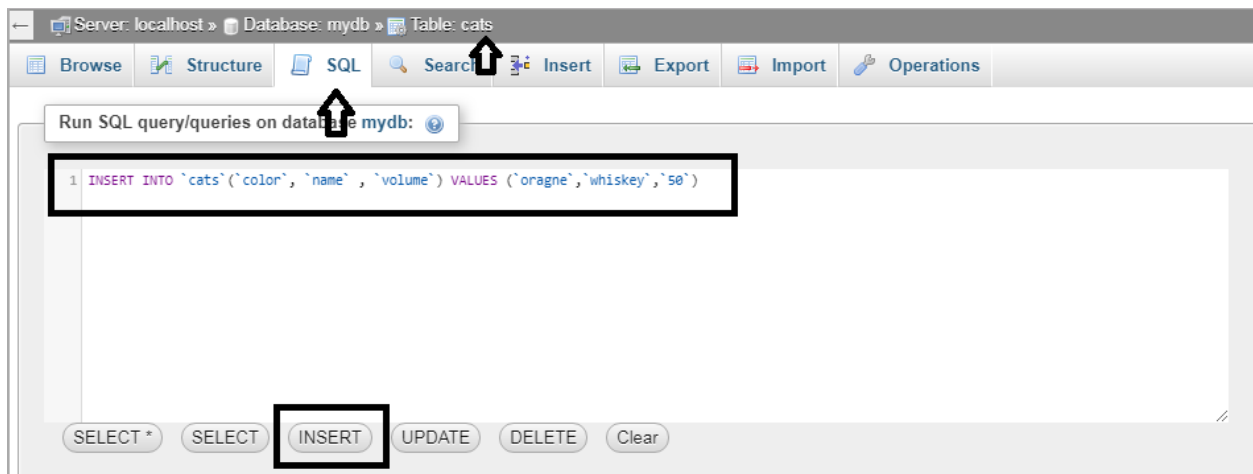 ← Server: localhost » Database: mydb » Table: cats
Browse Structure SQL Search Insert Export Import Operations
Run SQL query/queries on database mydb:
1 INSERT INTO `cats`(`color`, `name` , `volume`) VALUES (`oragne`,`whiskey`,`50`)
SELECT * SELECT INSERT UPDATE DELETE Clear